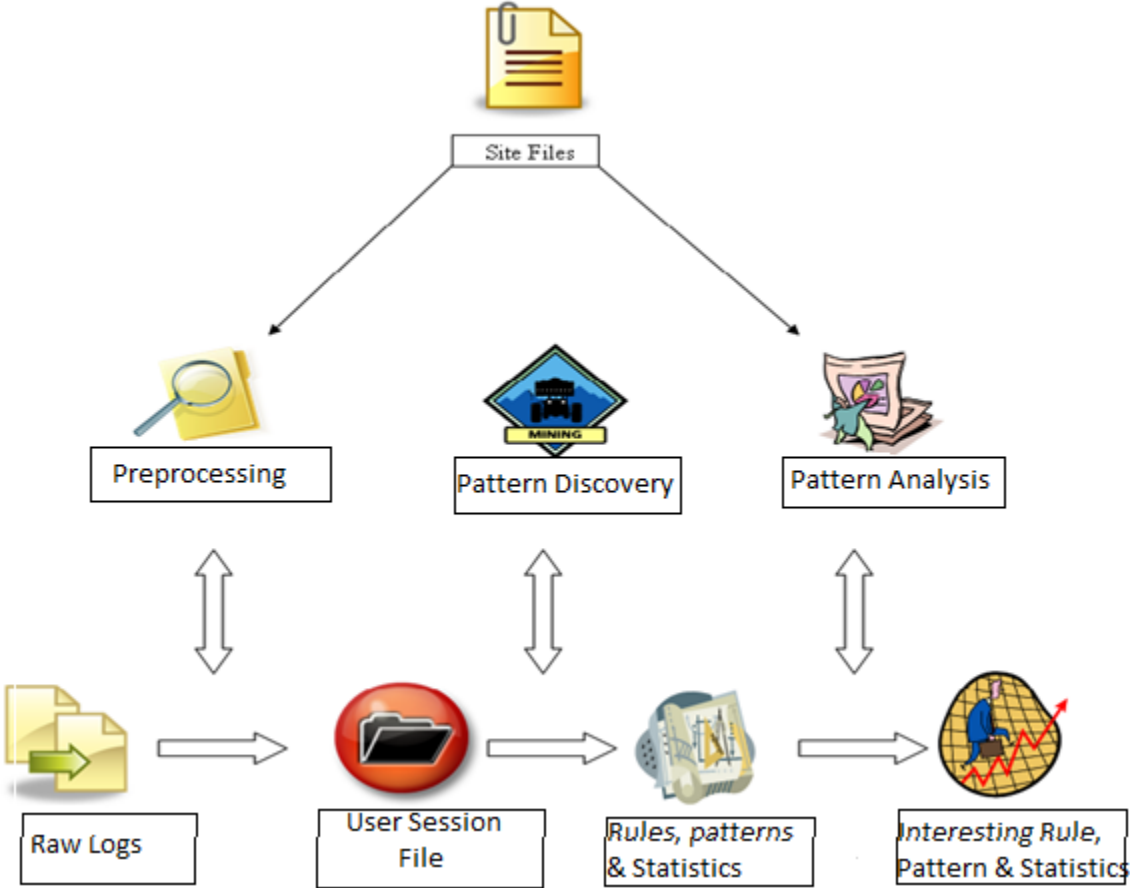 Site Files
MINING
Preprocessing
Pattern Discovery
Pattern Analysis
Raw Logs
User Session
File
Rules, patterns
& Statistics
Interesting Rule,
Pattern & Statistics